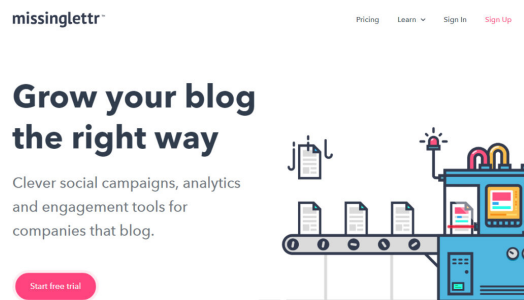 missinglettr™
Pricing
Learn
Sign In
Sign Up
Grow your blog
the right way
Clever social campaigns, analytics
and engagement tools for
companies that blog.
Start free trial